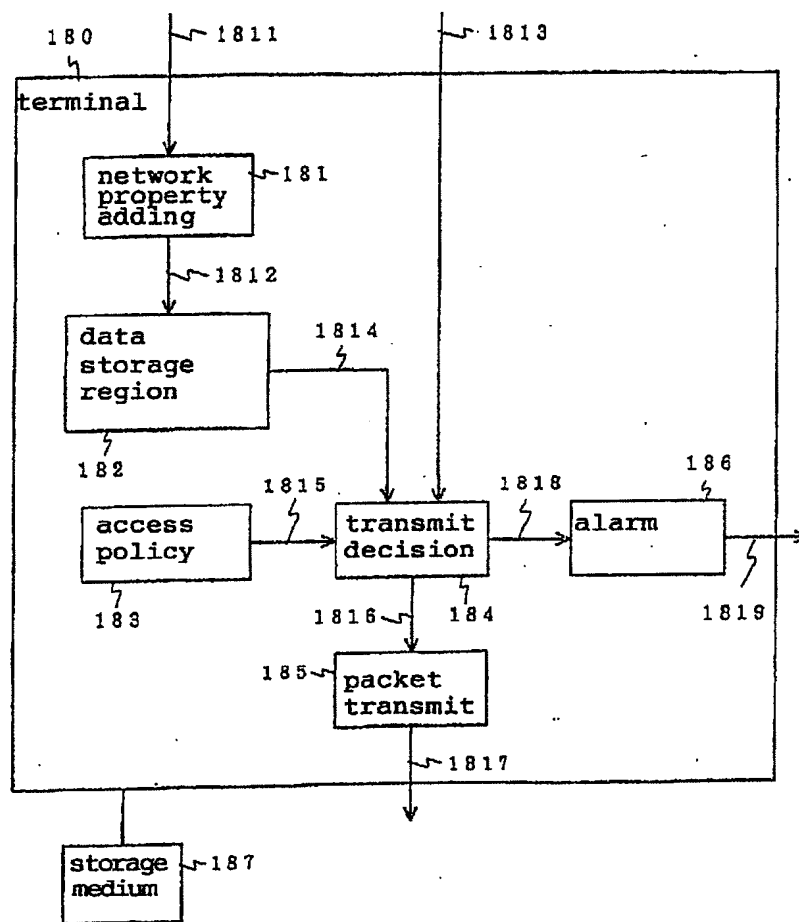 180
1811
1813
terminal
network
property
adding
181
1812
data
storage
region
182
1814
access
policy
183
1815
transmit
decision
184
1818
alarm
186
1819
1816
185
packet
transmit
1817
storage
medium
187